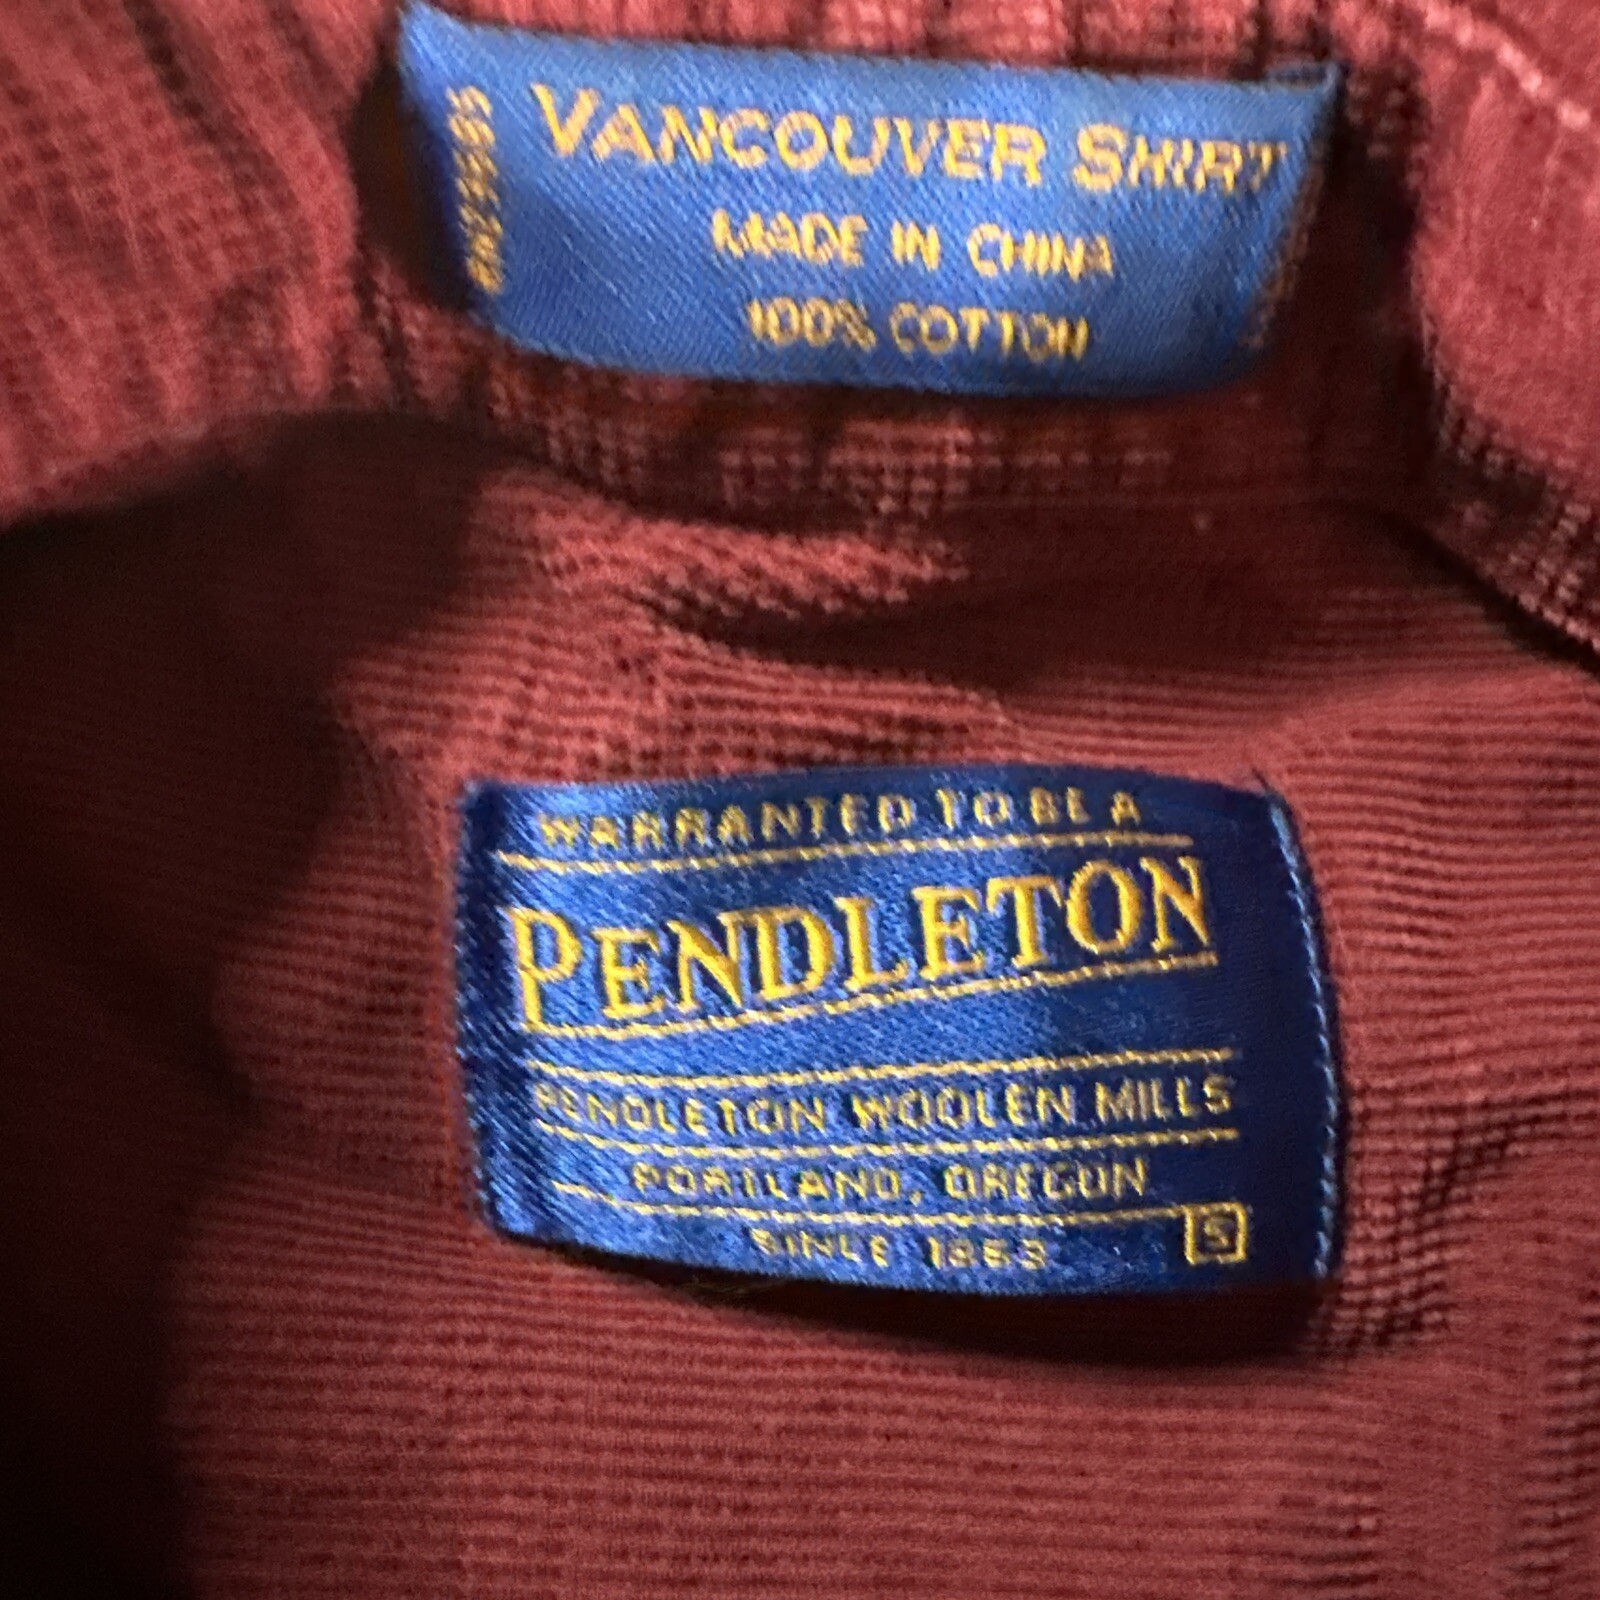 VANCOUVER SHIRT
MADE IN CHINA
100% COTTON
WARRANTED TO BE A
PENDLETON
PENDLETON WOOLEN MILLS
PORTLAND, OREGON
SINCE 1863
S